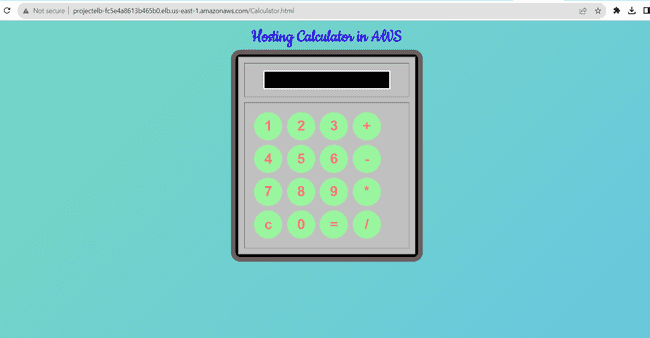 Not secure | projectelb-fc5e4a8613b465b0.elb.us-east-1.amazonaws.com/Calculator.html
Hosting Calculator in AWS
1 2 3 +
4 5 6 -
7 8 9 *
c 0 = /